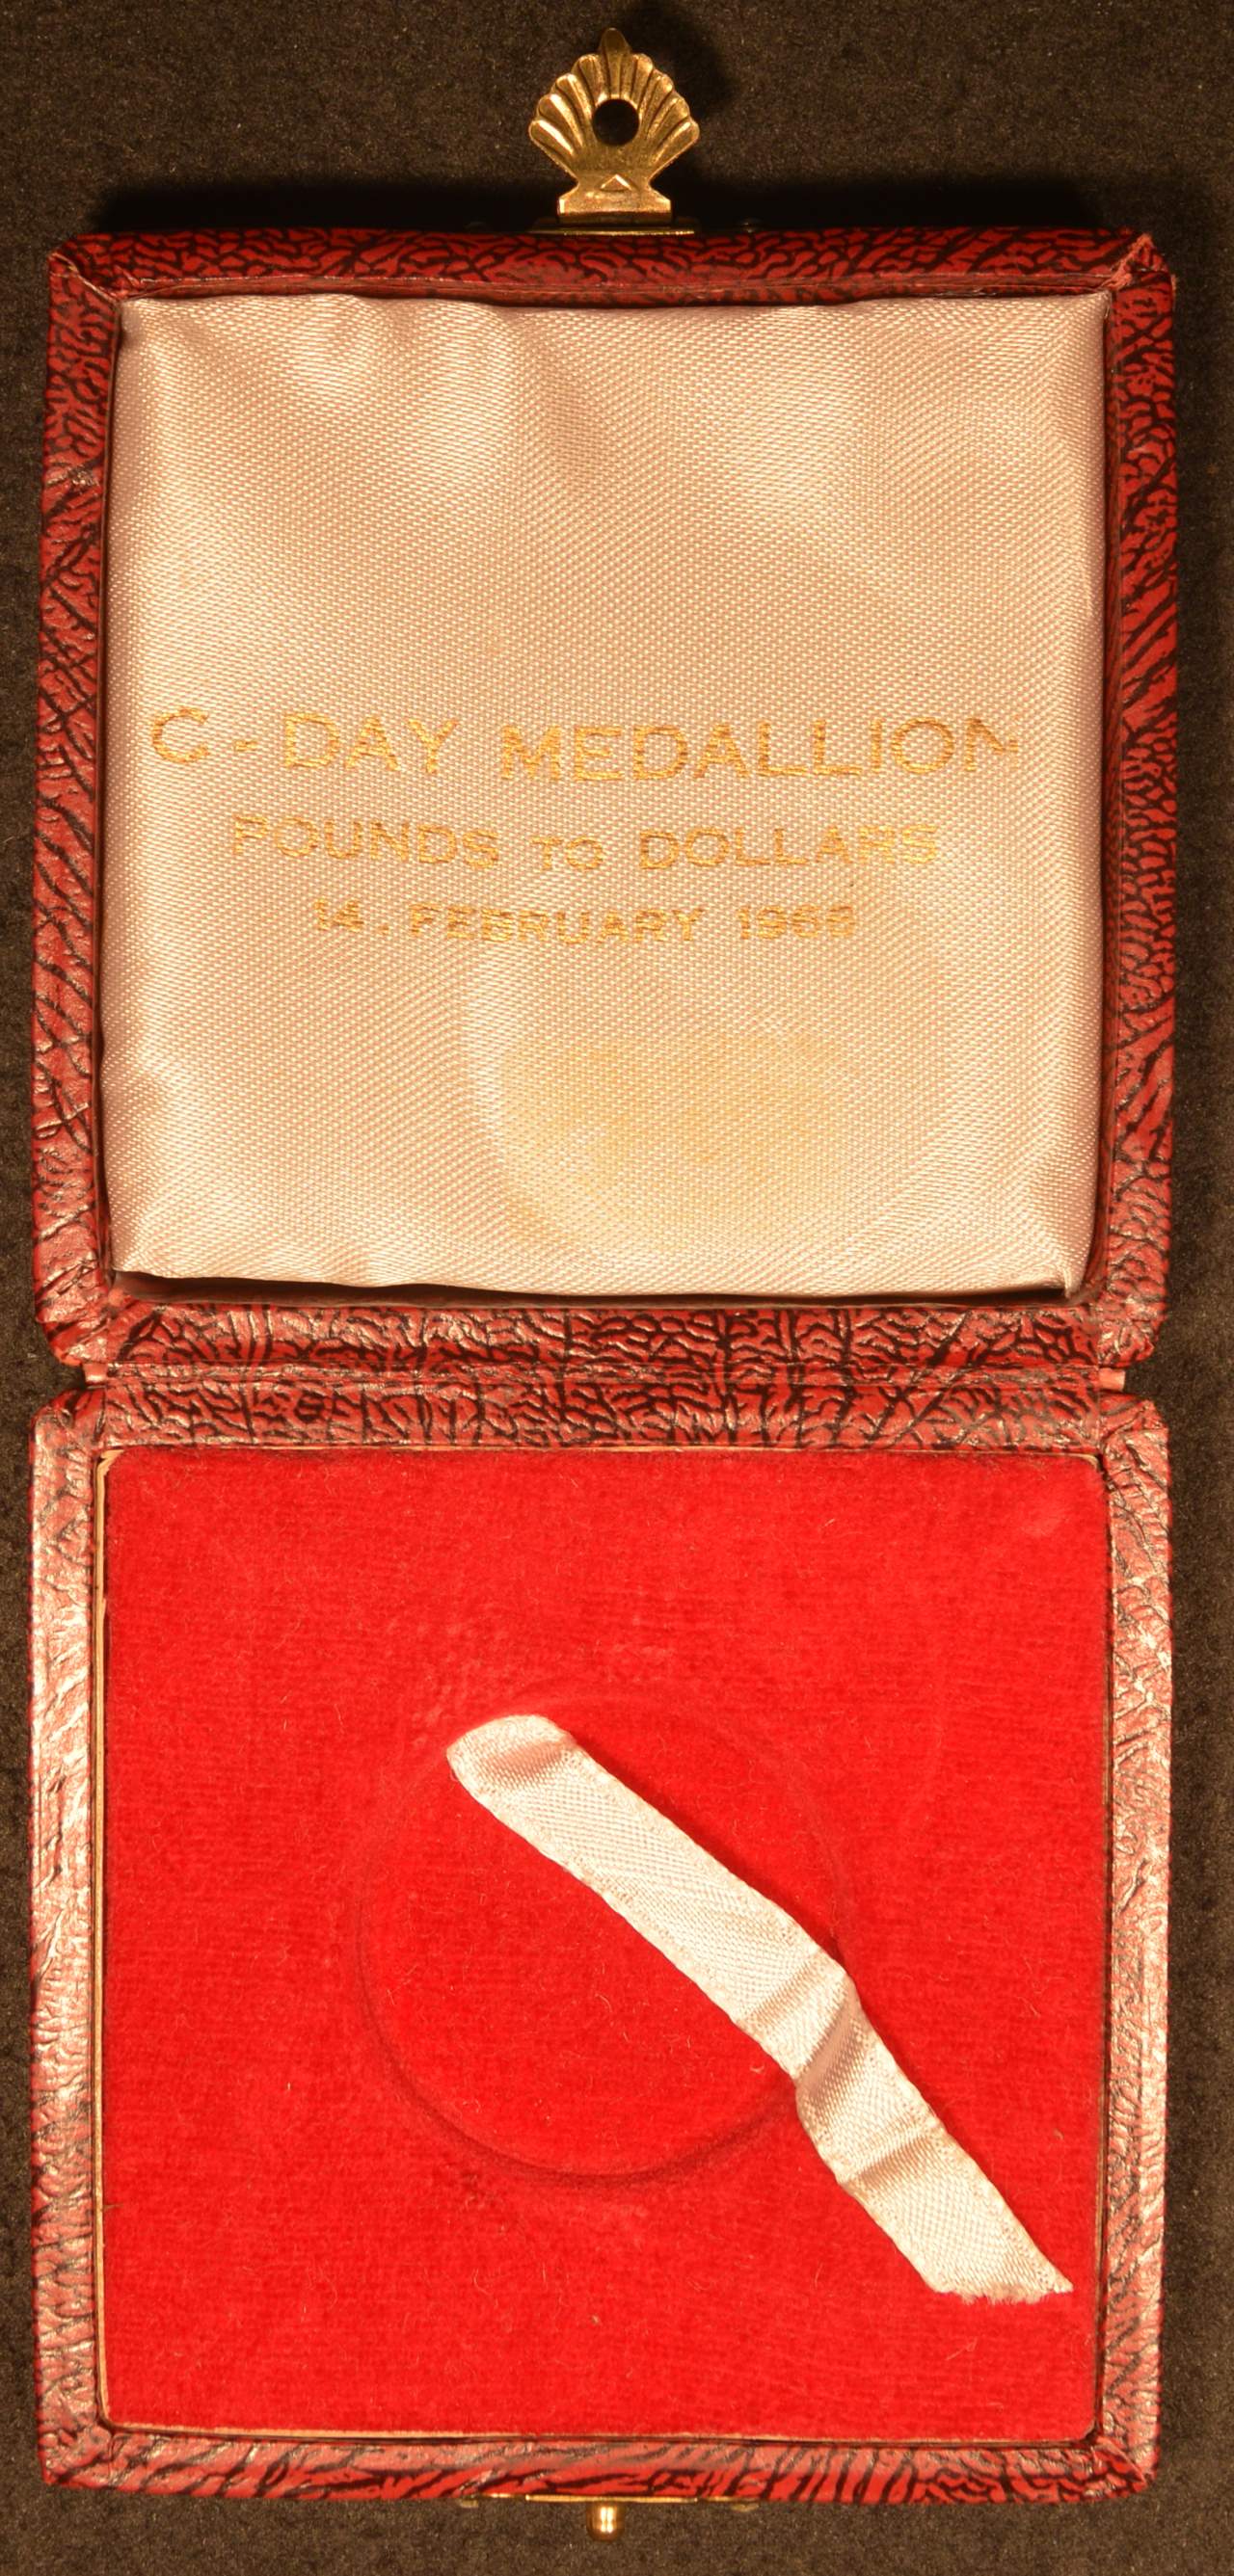 C-DAY MEDALLION
POUNDS TO DOLLARS
14. FEBRUARY 1966